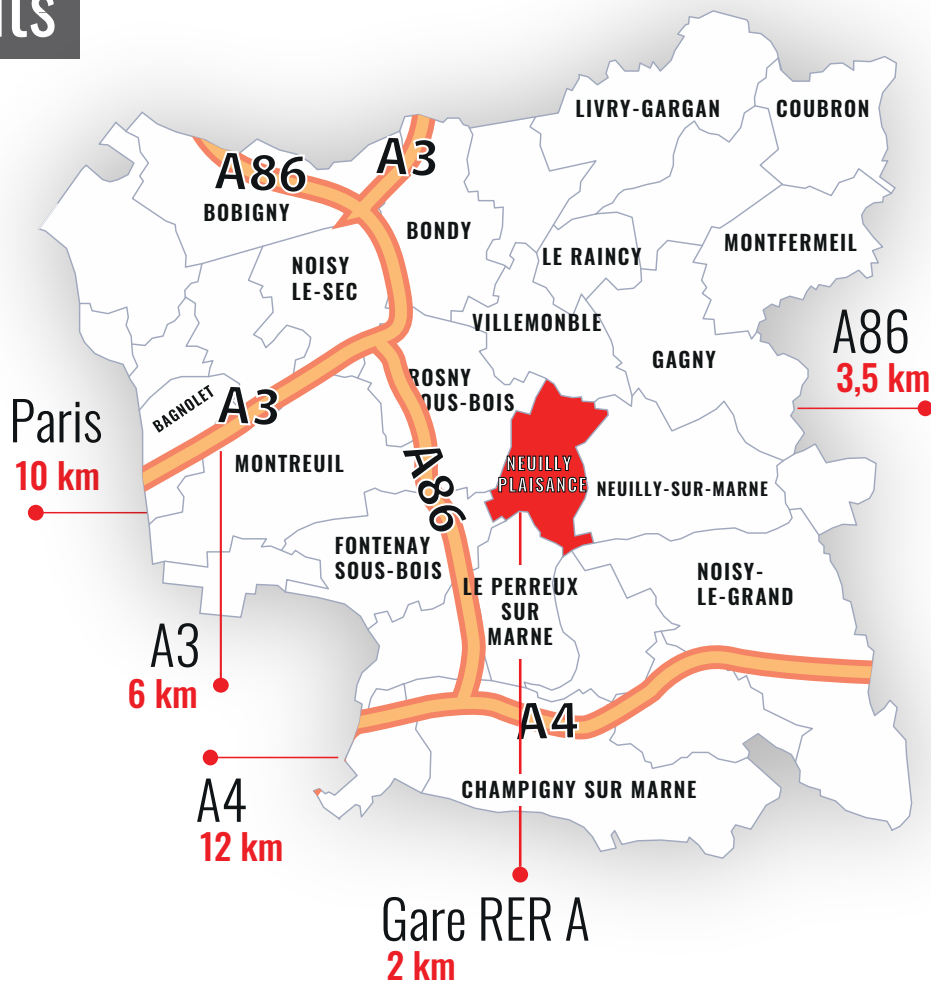 LIVRY-GARGAN
COUBRON
A86
A3
BOBIGNY
BONDY
MONTFERMEIL
LE RAINCY
NOISY
LE-SEC
VILLEMONBLE
A86
3,5 km
GAGNY
ROSNY
OUS-BOIS
BAGNOLET
A3
Paris
10 km
MONTREUIL
NEUILLY
PLAISANCE
NEUILLY-SUR-MARNE
A86
FONTENAY
SOUS-BOIS
NOISY-
LE-GRAND
LE PERREUX
SUR
MARNE
A3
6 km
A4
CHAMPIGNY SUR MARNE
A4
12 km
Gare RER A
2 km